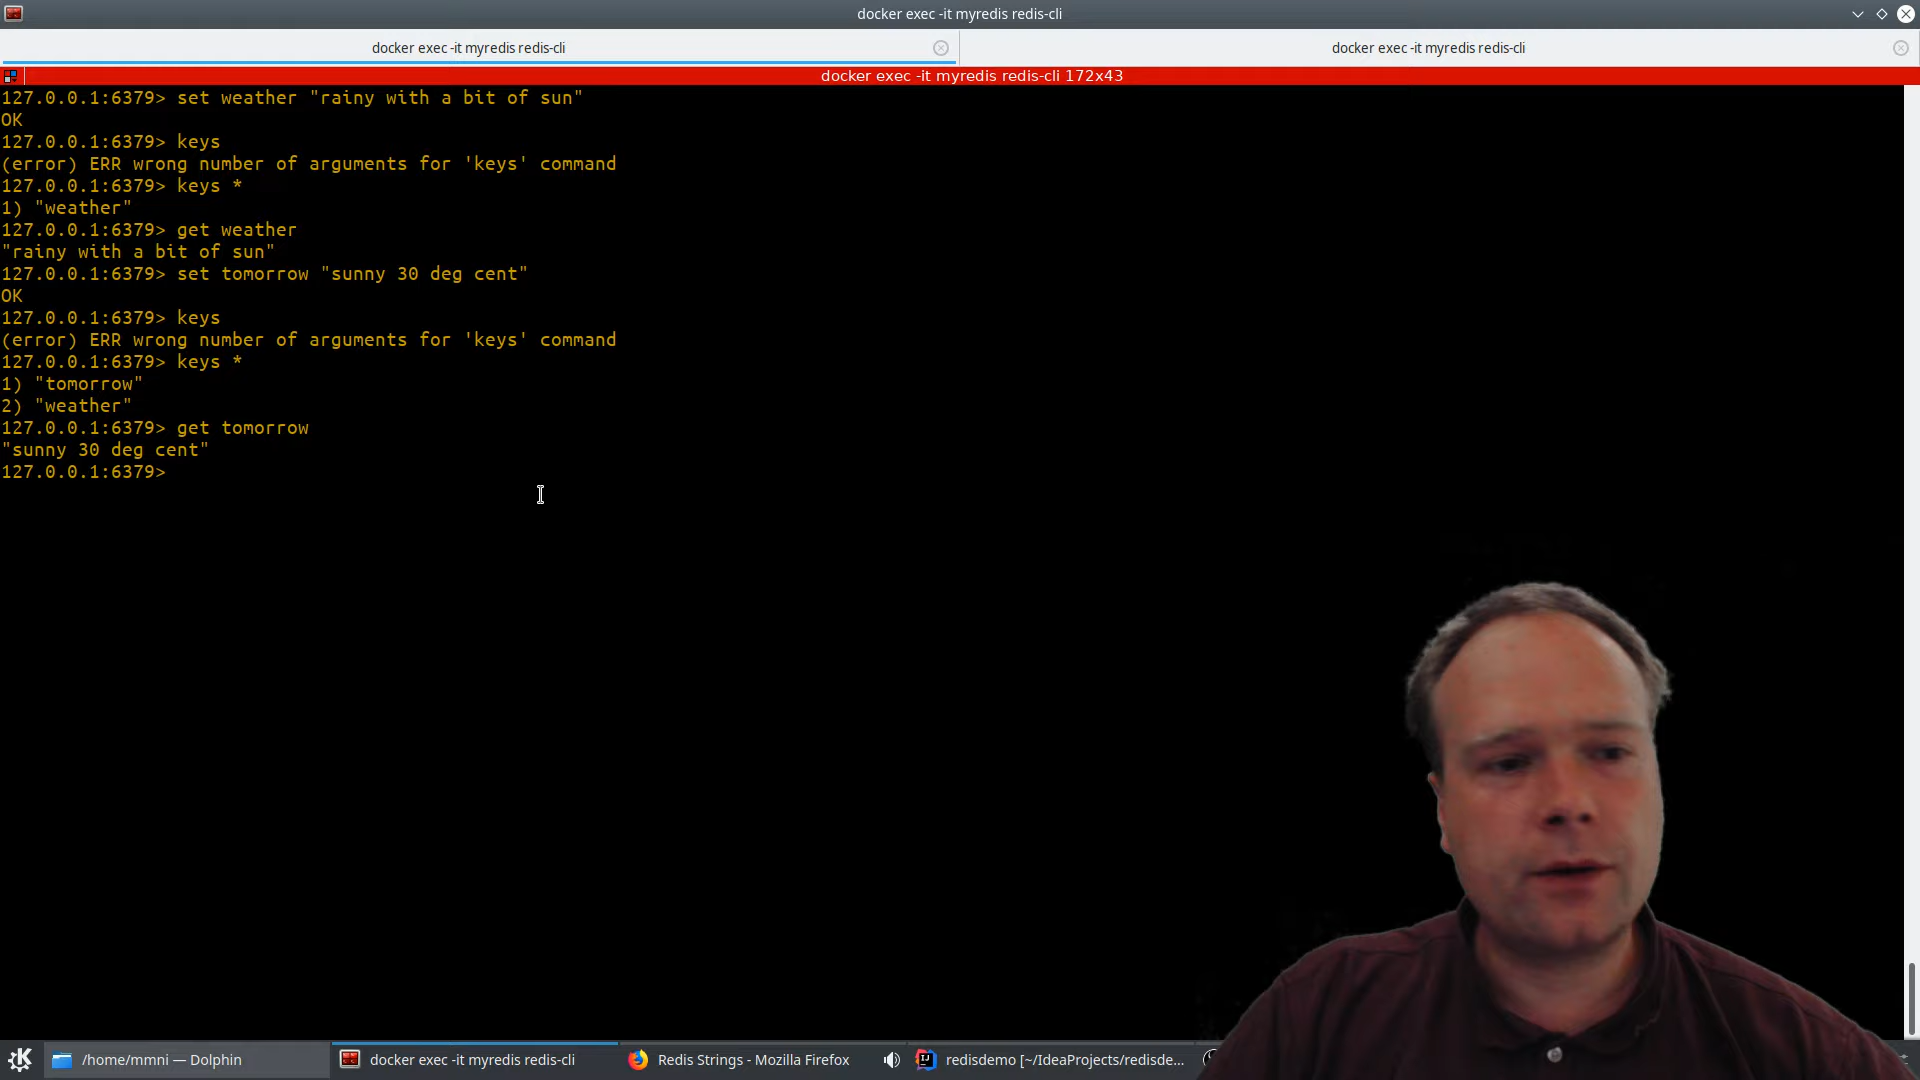 docker exec -it myredis redis-cli
docker exec -it myredis redis-cli
docker exec -it myredis redis-cli
docker exec -it myredis redis-cli 172x43
127.0.0.1:6379> set weather "rainy with a bit of sun"
OK
127.0.0.1:6379> keys
(error) ERR wrong number of arguments for 'keys' command
127.0.0.1:6379> keys *
1) "weather"
127.0.0.1:6379> get weather
"rainy with a bit of sun"
127.0.0.1:6379> set tomorrow "sunny 30 deg cent"
OK
127.0.0.1:6379> keys
(error) ERR wrong number of arguments for 'keys' command
127.0.0.1:6379> keys *
1) "tomorrow"
2) "weather"
127.0.0.1:6379> get tomorrow
"sunny 30 deg cent"
127.0.0.1:6379>
/home/mmni — Dolphin
docker exec -it myredis redis-cli
Redis Strings - Mozilla Firefox
redisdemo [~/IdeaProjects/redisde...